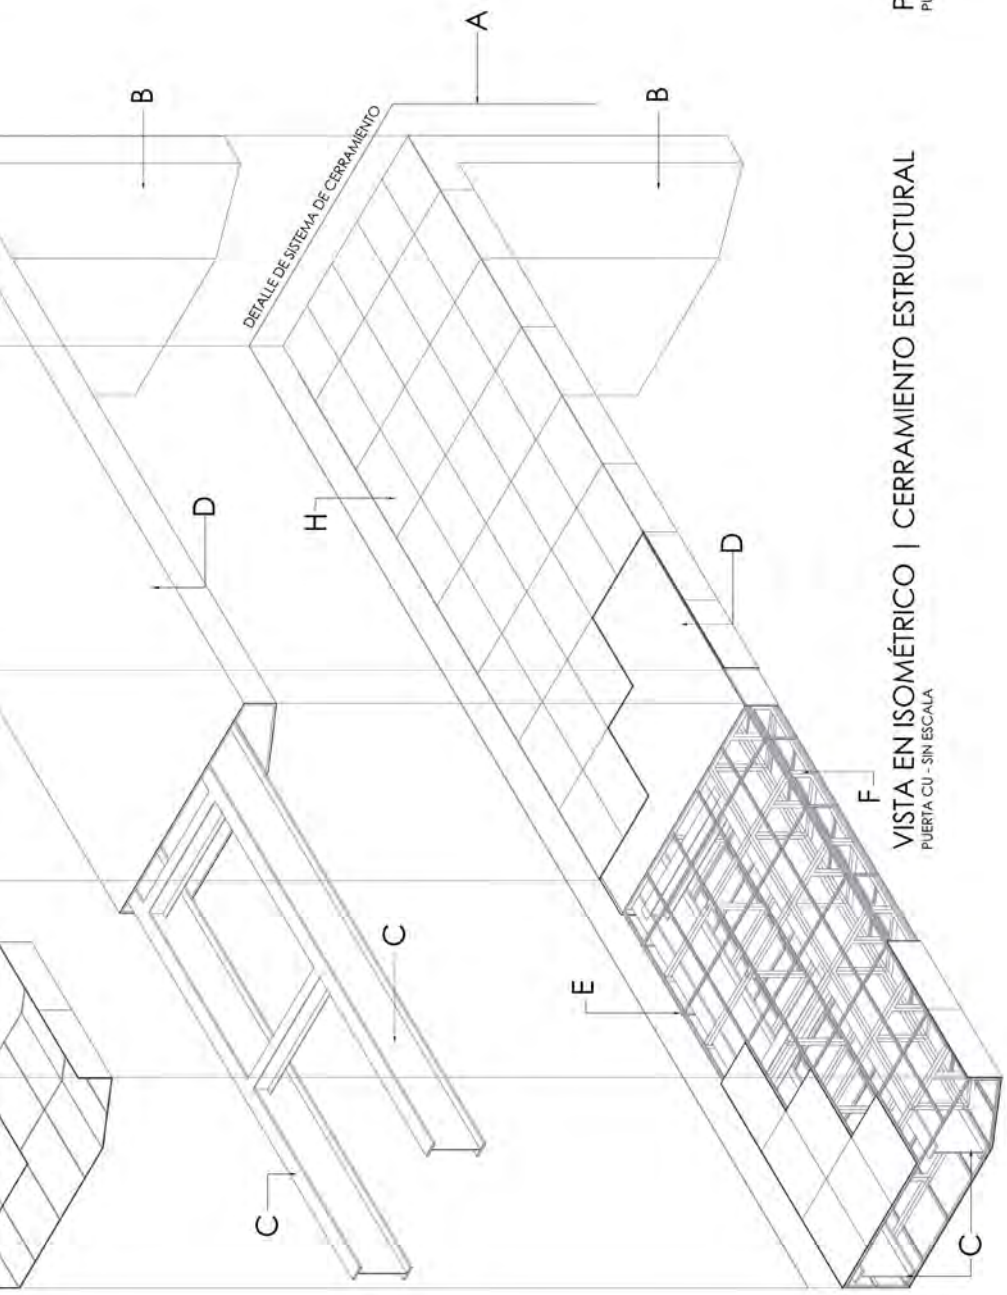 A
B
DETALLE DE SISTEMA DE CERRAMIENTO
B
D
H
D
C
E
F
C
C
VISTA EN ISOMÉTRICO | CERRAMIENTO ESTRUCTURAL
PUERTA CU - SIN ESCALA